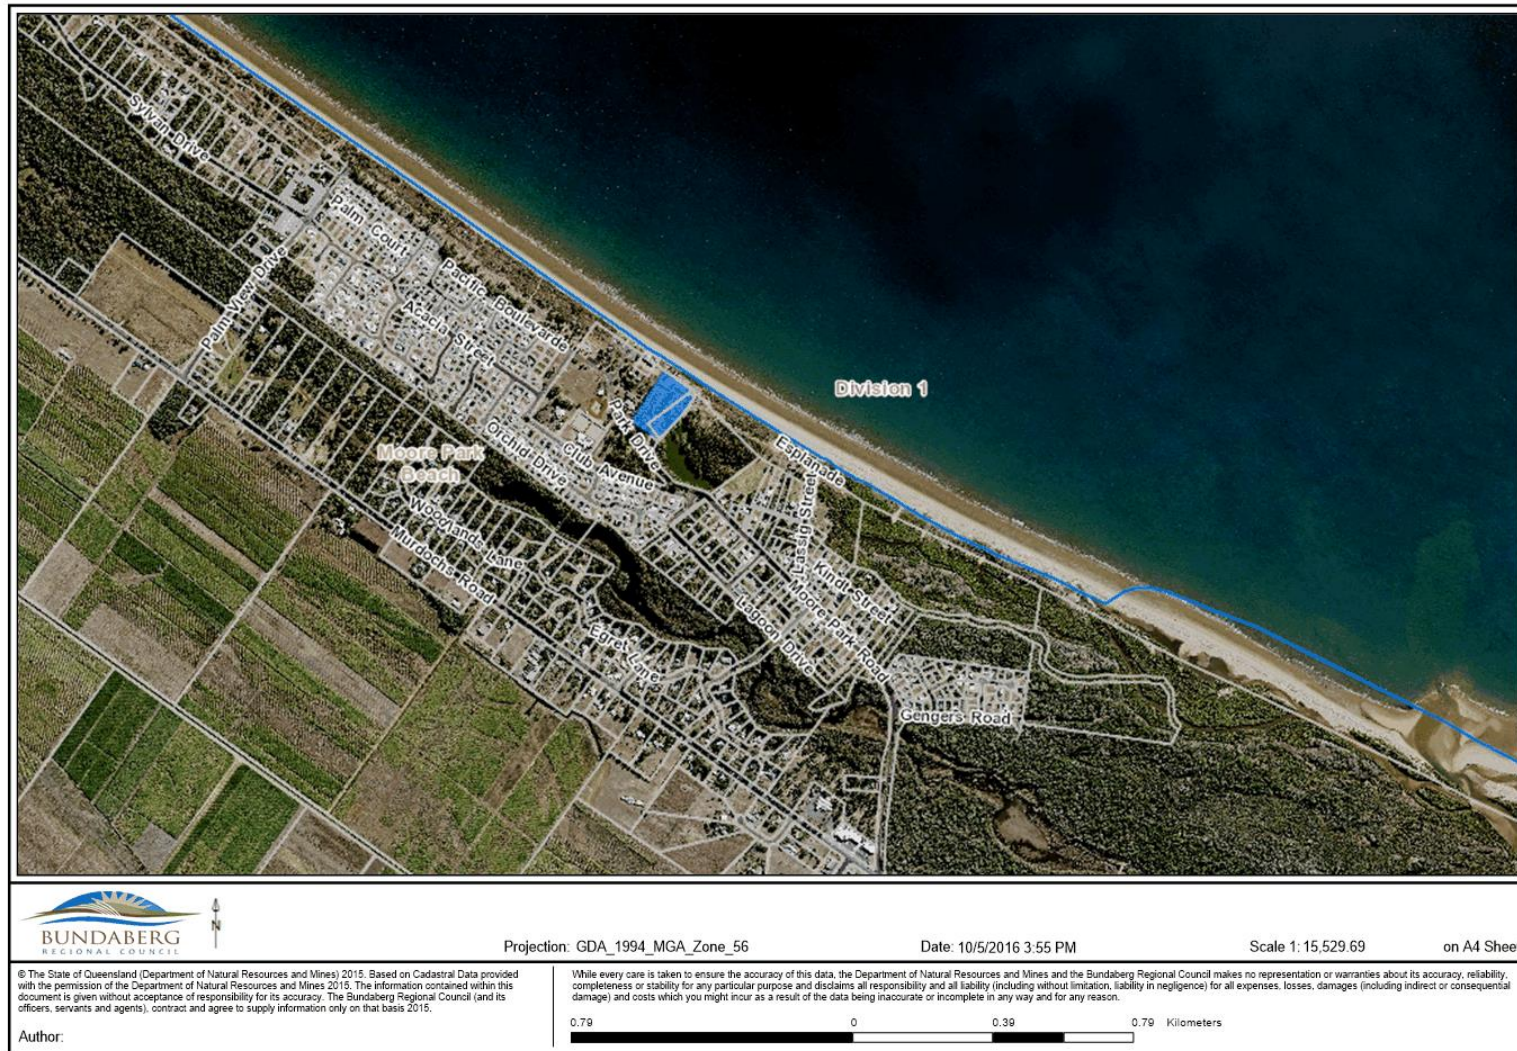 Sylvan Drive
Palm Court
Pacific Boulevarde
Palm View Drive
Acacia Street
Division 1
Park Drive
Esplanade
Moore Park
Beach
Orchid Drive
Club Avenue
Lassig Street
Woodlands Lane
Murdochs Road
Kindt Street
Moore Park Road
Lagoon Drive
Egret Lane
Gengers Road
BUNDABERG
REGIONAL COUNCIL
N
Projection: GDA_1994_MGA_Zone_56
Date: 10/5/2016 3:55 PM
Scale 1: 15,529.69
on A4 Sheet
© The State of Queensland (Department of Natural Resources and Mines) 2015. Based on Cadastral Data provided
with the permission of the Department of Natural Resources and Mines 2015. The information contained within this
document is given without acceptance of responsibility for its accuracy. The Bundaberg Regional Council (and its
officers, servants and agents), contract and agree to supply information only on that basis 2015.
Author:
While every care is taken to ensure the accuracy of this data, the Department of Natural Resources and Mines and the Bundaberg Regional Council makes no representation or warranties about its accuracy, reliability,
completeness or stability for any particular purpose and disclaims all responsibility and all liability (including without limitation, liability in negligence) for all expenses, losses, damages (including indirect or consequential
damage) and costs which you might incur as a result of the data being inaccurate or incomplete in any way and for any reason.
0.79 0 0.39 0.79 Kilometers